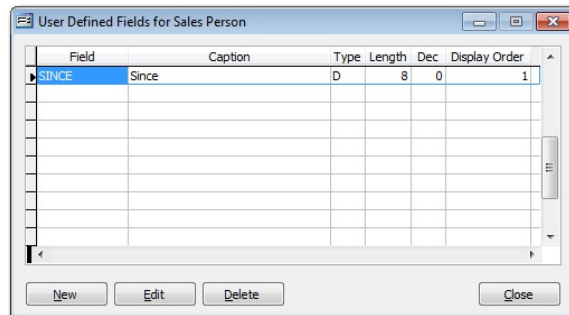 User Defined Fields for Sales Person
Field Caption Type Length Dec Display Order
SINCE Since D 8 0 1
New Edit Delete Close